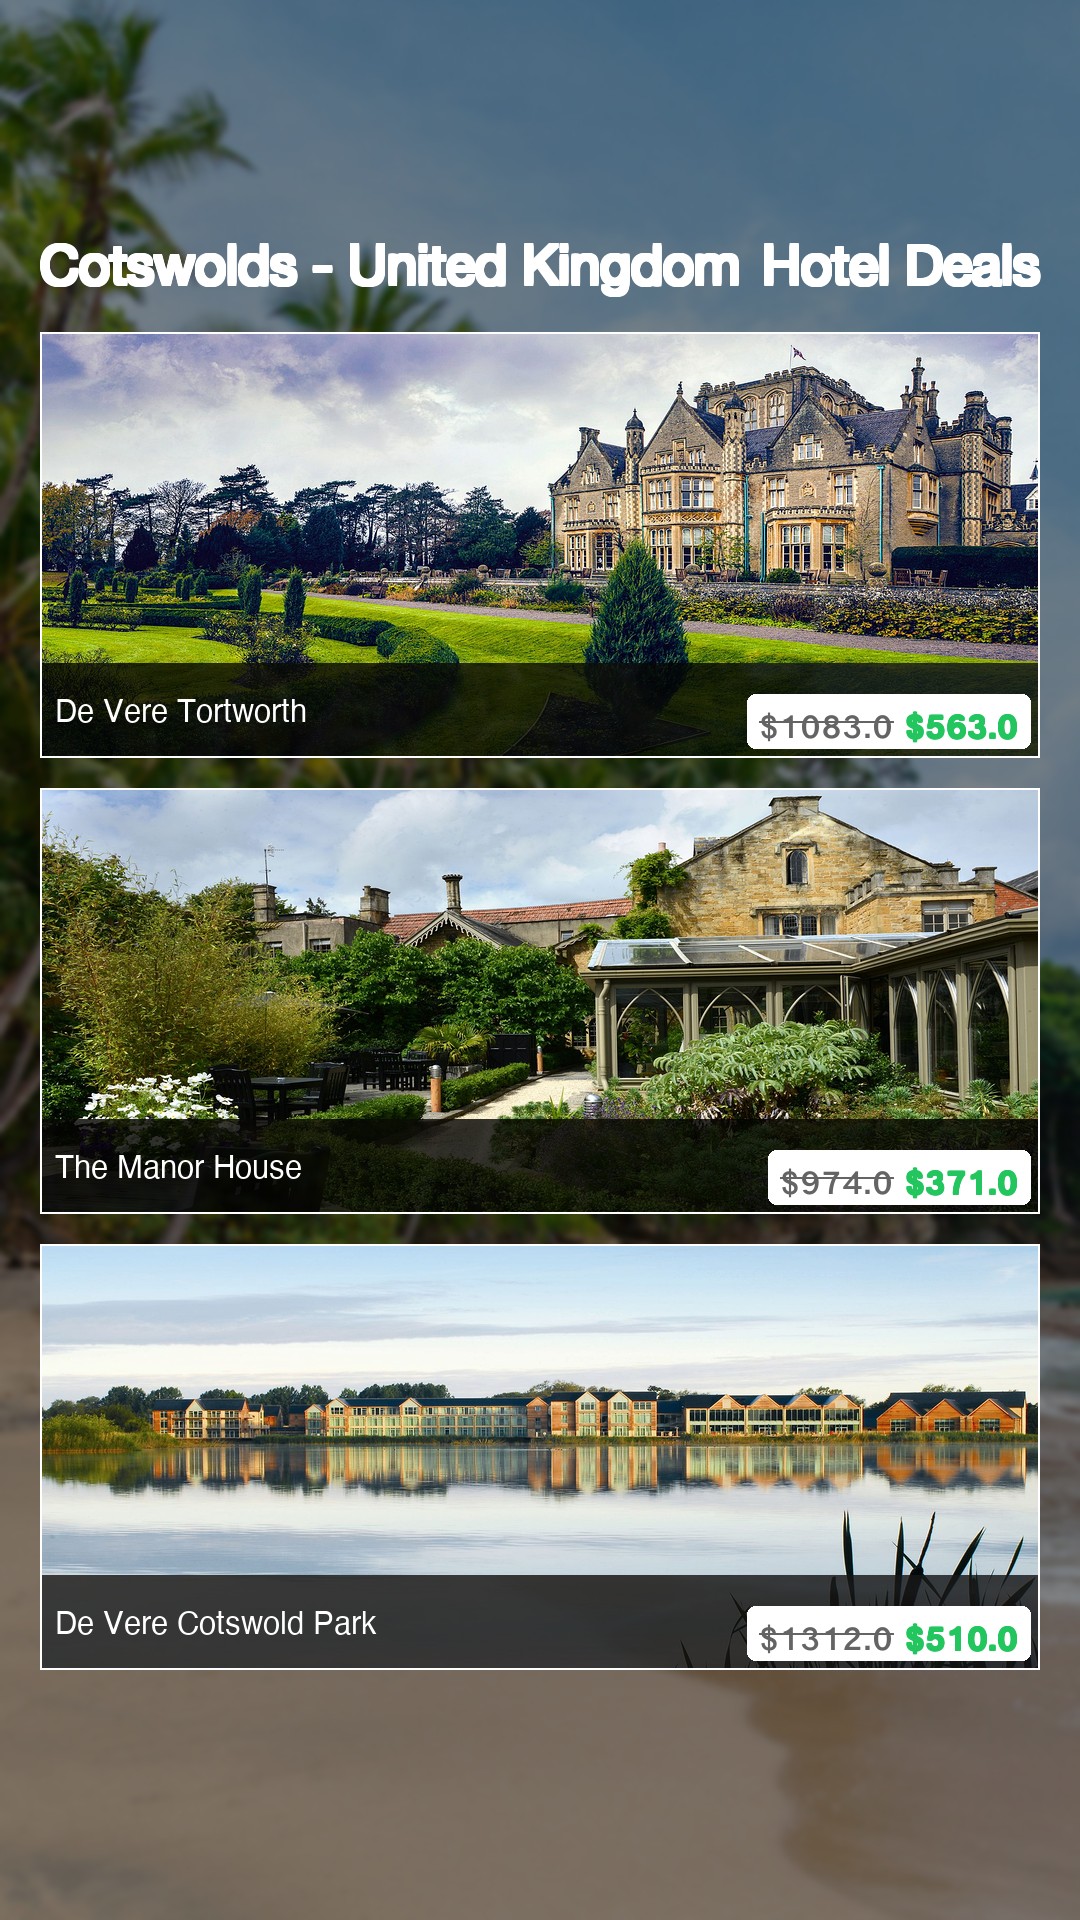 Cotswolds - United Kingdom Hotel Deals
De Vere Tortworth
$1083.0 $563.0
The Manor House
$974.0 $371.0
De Vere Cotswold Park
$1312.0 $510.0